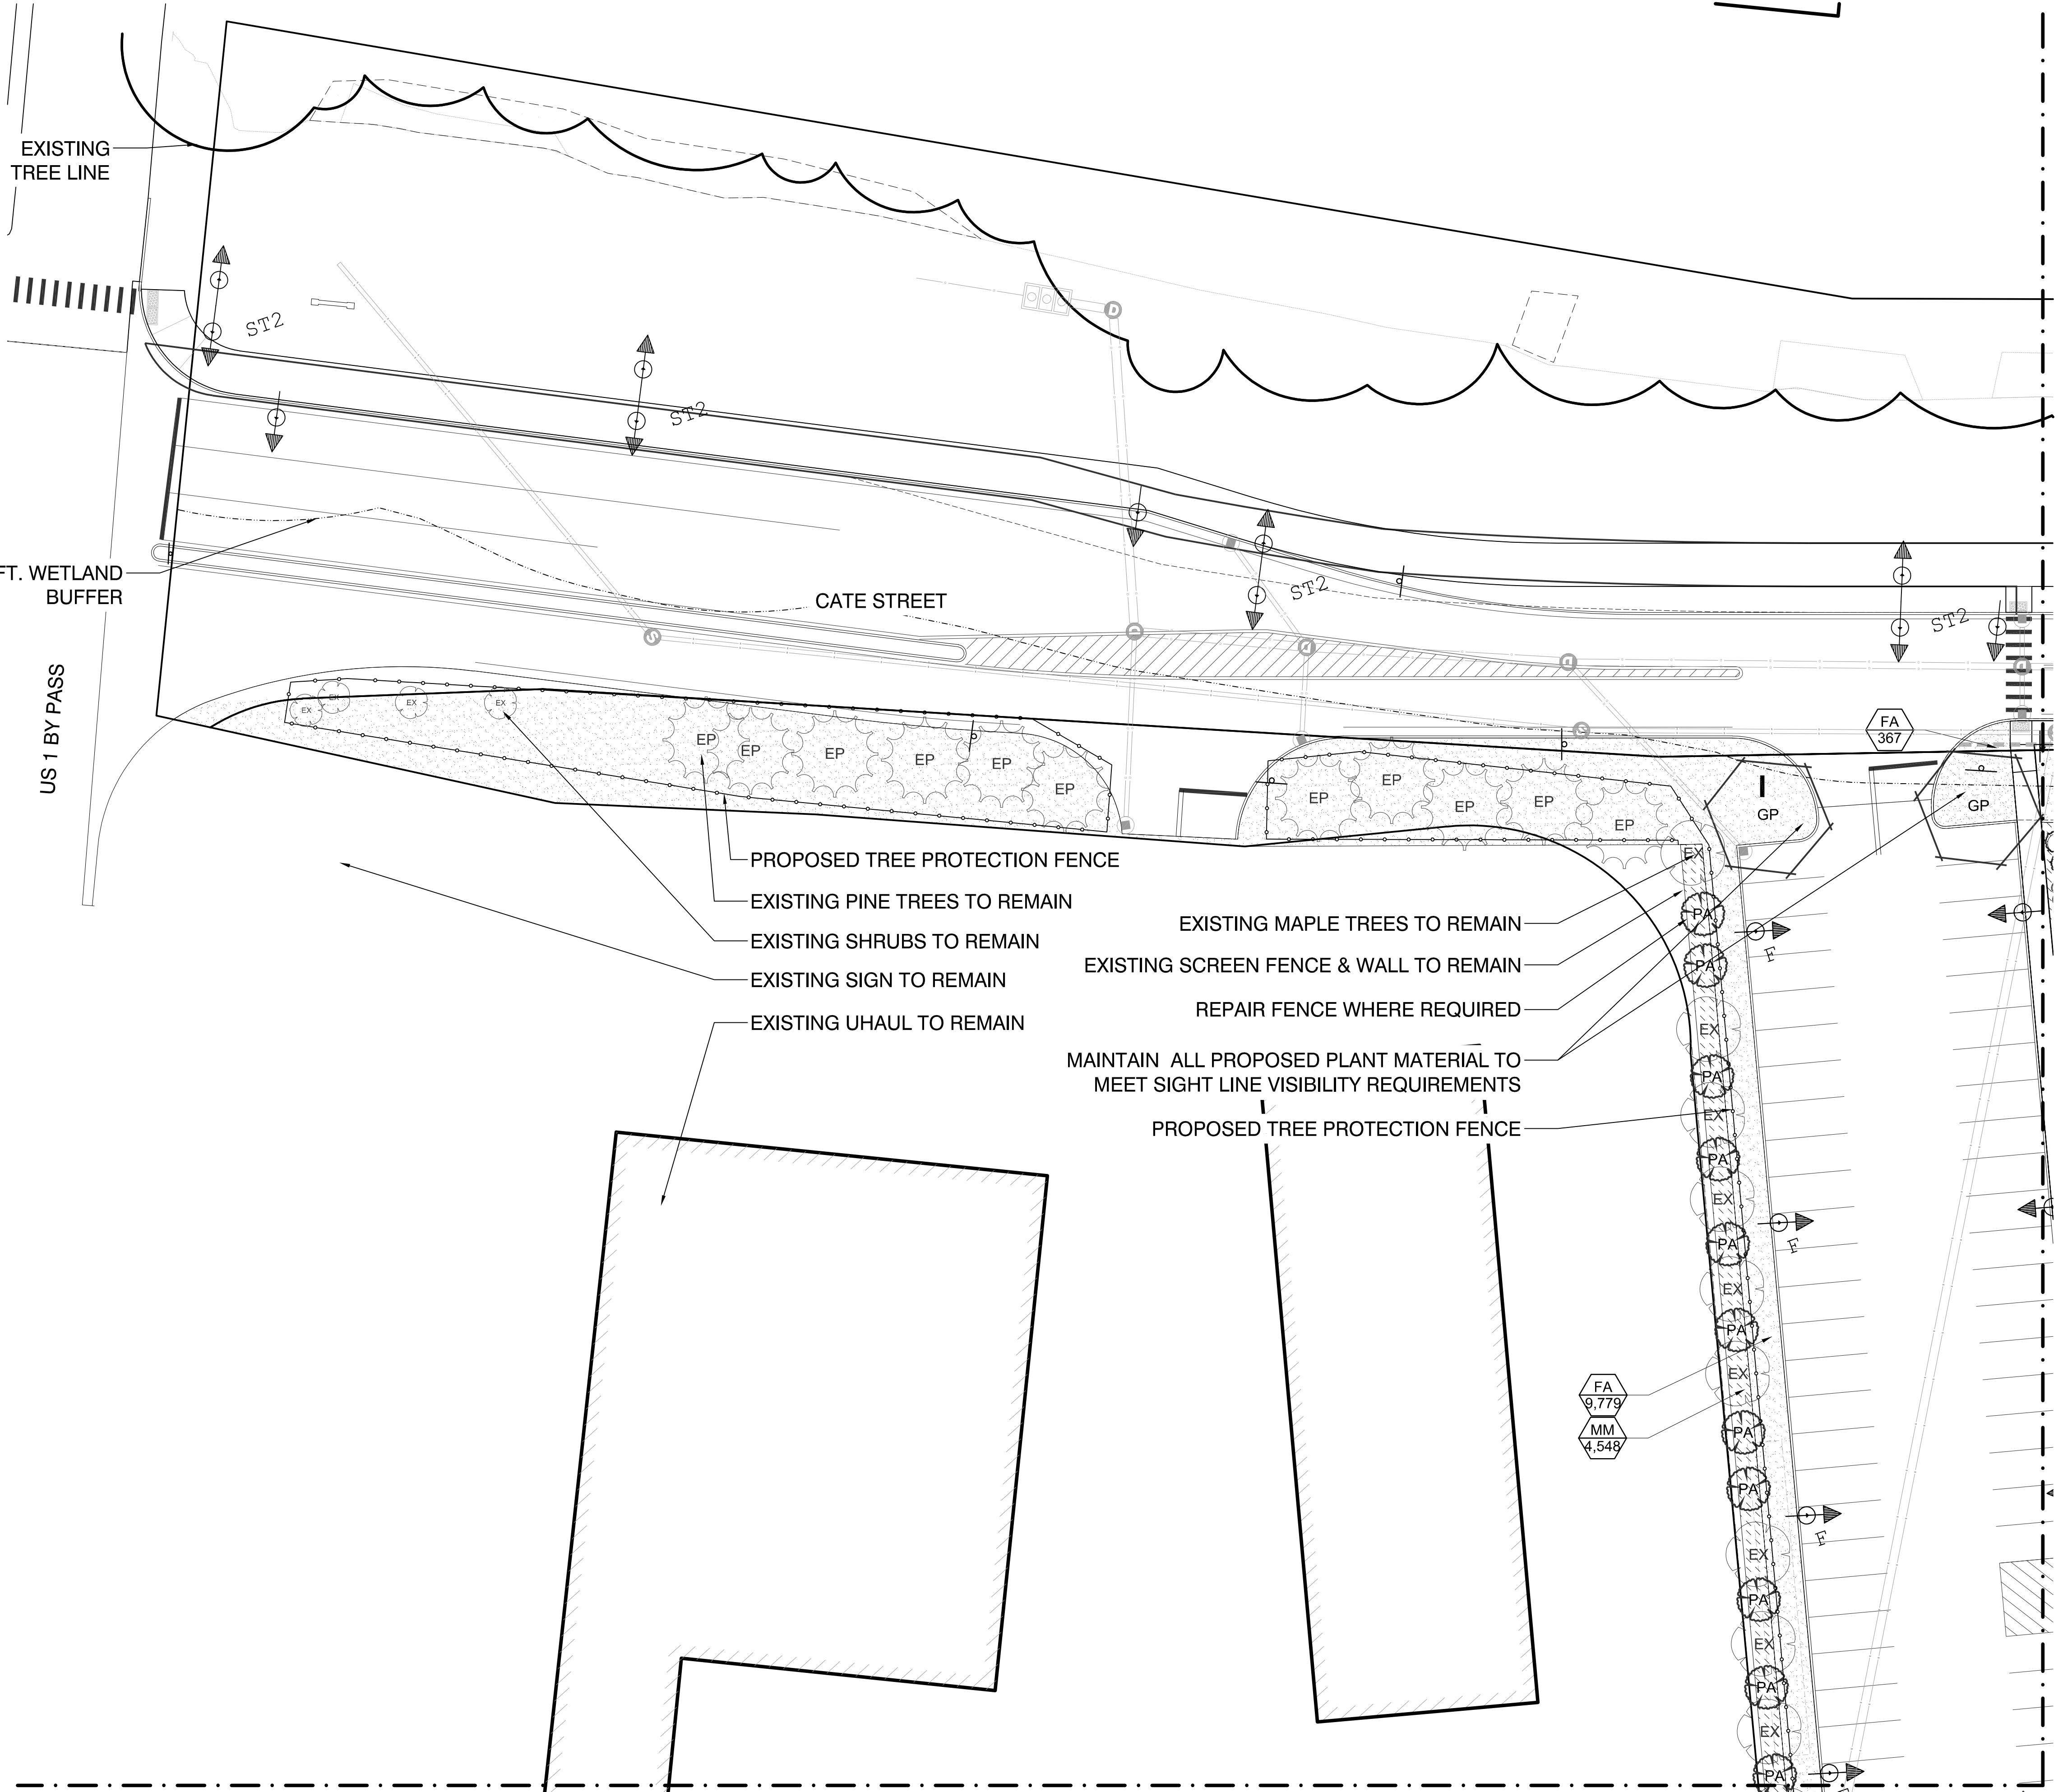 EXISTING
TREE LINE
ST2
ST2
D
FT. WETLAND
BUFFER
CATE STREET
ST2
ST2
S
D
D
D
S
D
US 1 BY PASS
EX
EX
EX
EX
EP
EP
EP
EP
EP
EP
EP
EP
EP
EP
EP
FA
367
GP
GP
PROPOSED TREE PROTECTION FENCE
EXISTING PINE TREES TO REMAIN
EXISTING SHRUBS TO REMAIN
EXISTING SIGN TO REMAIN
EXISTING UHAUL TO REMAIN
EXISTING MAPLE TREES TO REMAIN
EXISTING SCREEN FENCE & WALL TO REMAIN
REPAIR FENCE WHERE REQUIRED
MAINTAIN ALL PROPOSED PLANT MATERIAL TO
MEET SIGHT LINE VISIBILITY REQUIREMENTS
PROPOSED TREE PROTECTION FENCE
EX
PA
F
PA
EX
PA
EX
PA
EX
PA
F
EX
PA
EX
FA
9,779
MM
4,548
PA
PA
F
EX
PA
EX
PA
EX
PA